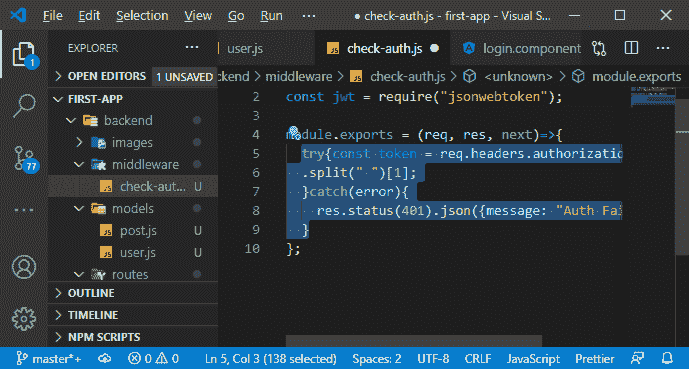 File Edit Selection View Go Run ··· ● check-auth.js - first-app - Visual S...
EXPLORER ···
user.js
JS check-auth.js ●
login.component
···
OPEN EDITORS 1 UNSAVED
FIRST-APP
backend
images
middleware
JS check-aut... U
models
JS post.js U
JS user.js U
routes
OUTLINE
TIMELINE
NPM SCRIPTS
1
77
ckend > middleware > JS check-auth.js > <unknown> > module.exports
2 const jwt = require("jsonwebtoken");
3
4 module.exports = (req, res, next)=>{
5 try{const token = req.headers.authorizatio
6 .split(" ")[1];
7 }catch(error){
8 res.status(401).json({message: "Auth Fai
9 }
10 };
master*+ 0 0 Ln 5, Col 3 (138 selected) Spaces: 2 UTF-8 CRLF JavaScript Prettier